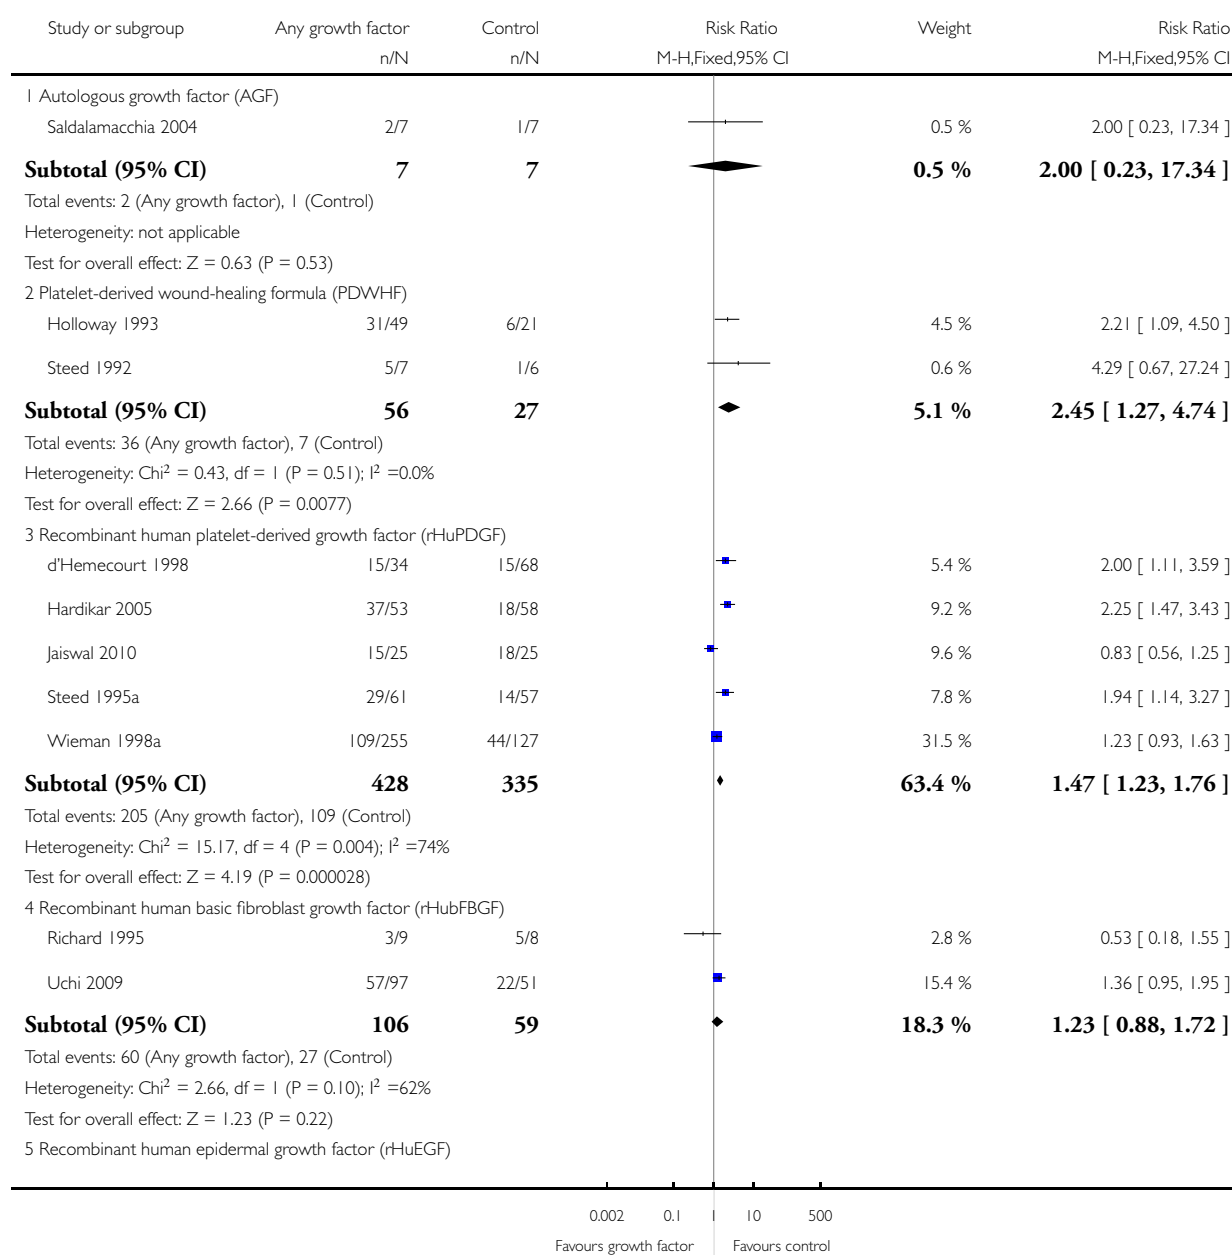 Study or subgroup Any growth factor Control Risk Ratio Weight Risk Ratio
n/N n/N M-H,Fixed,95% CI M-H,Fixed,95% CI
1 Autologous growth factor (AGF)
Saldalamacchia 2004 2/7 1/7 0.5 % 2.00 [ 0.23, 17.34 ]
Subtotal (95% CI) 7 7 0.5 % 2.00 [ 0.23, 17.34 ]
Total events: 2 (Any growth factor), 1 (Control)
Heterogeneity: not applicable
Test for overall effect: Z = 0.63 (P = 0.53)
2 Platelet-derived wound-healing formula (PDWHF)
Holloway 1993 31/49 6/21 4.5 % 2.21 [ 1.09, 4.50 ]
Steed 1992 5/7 1/6 0.6 % 4.29 [ 0.67, 27.24 ]
Subtotal (95% CI) 56 27 5.1 % 2.45 [ 1.27, 4.74 ]
Total events: 36 (Any growth factor), 7 (Control)
Heterogeneity: Chi² = 0.43, df = 1 (P = 0.51); I² =0.0%
Test for overall effect: Z = 2.66 (P = 0.0077)
3 Recombinant human platelet-derived growth factor (rHuPDGF)
d'Hemecourt 1998 15/34 15/68 5.4 % 2.00 [ 1.11, 3.59 ]
Hardikar 2005 37/53 18/58 9.2 % 2.25 [ 1.47, 3.43 ]
Jaiswal 2010 15/25 18/25 9.6 % 0.83 [ 0.56, 1.25 ]
Steed 1995a 29/61 14/57 7.8 % 1.94 [ 1.14, 3.27 ]
Wieman 1998a 109/255 44/127 31.5 % 1.23 [ 0.93, 1.63 ]
Subtotal (95% CI) 428 335 63.4 % 1.47 [ 1.23, 1.76 ]
Total events: 205 (Any growth factor), 109 (Control)
Heterogeneity: Chi² = 15.17, df = 4 (P = 0.004); I² =74%
Test for overall effect: Z = 4.19 (P = 0.000028)
4 Recombinant human basic fibroblast growth factor (rHubFBGF)
Richard 1995 3/9 5/8 2.8 % 0.53 [ 0.18, 1.55 ]
Uchi 2009 57/97 22/51 15.4 % 1.36 [ 0.95, 1.95 ]
Subtotal (95% CI) 106 59 18.3 % 1.23 [ 0.88, 1.72 ]
Total events: 60 (Any growth factor), 27 (Control)
Heterogeneity: Chi² = 2.66, df = 1 (P = 0.10); I² =62%
Test for overall effect: Z = 1.23 (P = 0.22)
5 Recombinant human epidermal growth factor (rHuEGF)
0.002 0.1 1 10 500
Favours growth factor Favours control